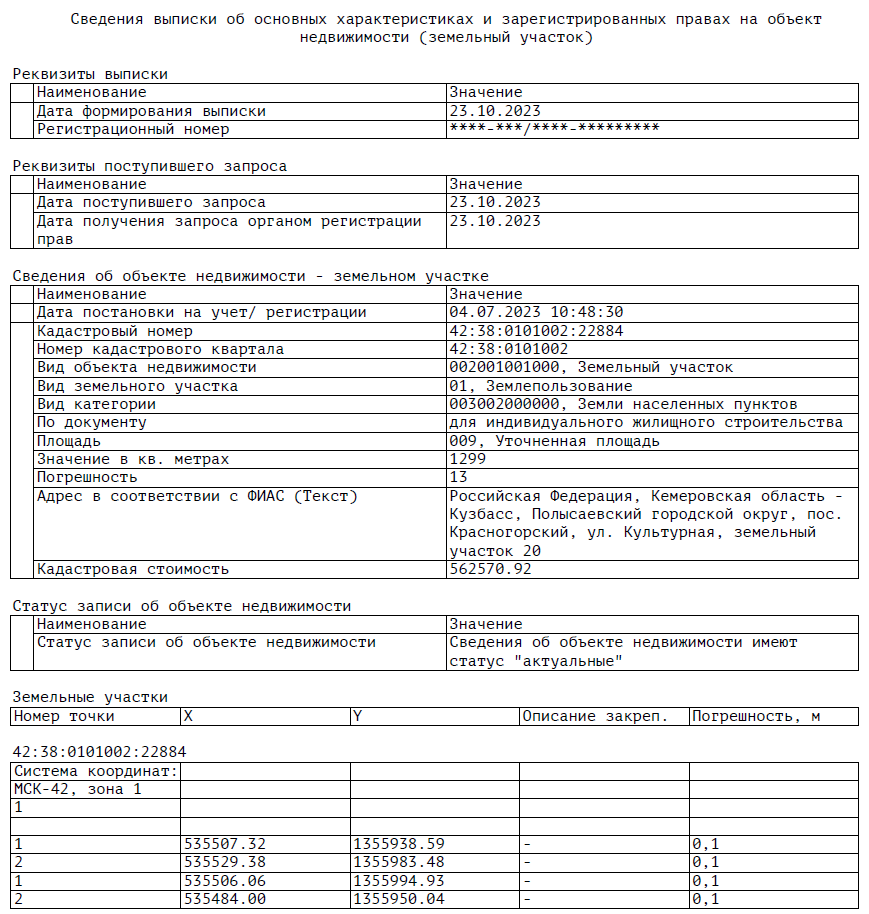 Сведения выписки об основных характеристиках и зарегистрированных правах на объект
недвижимости (земельный участок)
Реквизиты выписки
Наименование Значение
Дата формирования выписки 23.10.2023
Регистрационный номер ****-***/****-*********
Реквизиты поступившего запроса
Наименование Значение
Дата поступившего запроса 23.10.2023
Дата получения запроса органом регистрации 23.10.2023
прав
Сведения об объекте недвижимости - земельном участке
Наименование Значение
Дата постановки на учет/ регистрации 04.07.2023 10:48:30
Кадастровый номер 42:38:0101002:22884
Номер кадастрового квартала 42:38:0101002
Вид объекта недвижимости 002001001000, Земельный участок
Вид земельного участка 01, Землепользование
Вид категории 003002000000, Земли населенных пунктов
По документу для индивидуального жилищного строительства
Площадь 009, Уточненная площадь
Значение в кв. метрах 1299
Погрешность 13
Адрес в соответствии с ФИАС (Текст) Российская Федерация, Кемеровская область -
Кузбасс, Полысаевский городской округ, пос.
Красногорский, ул. Культурная, земельный
участок 20
Кадастровая стоимость 562570.92
Статус записи об объекте недвижимости
Наименование Значение
Статус записи об объекте недвижимости Сведения об объекте недвижимости имеют
статус "актуальные"
Земельные участки
Номер точки X Y Описание закреп. Погрешность, м
42:38:0101002:22884
Система координат:
МСК-42, зона 1
1
1 535507.32 1355938.59 - 0,1
2 535529.38 1355983.48 - 0,1
1 535506.06 1355994.93 - 0,1
2 535484.00 1355950.04 - 0,1